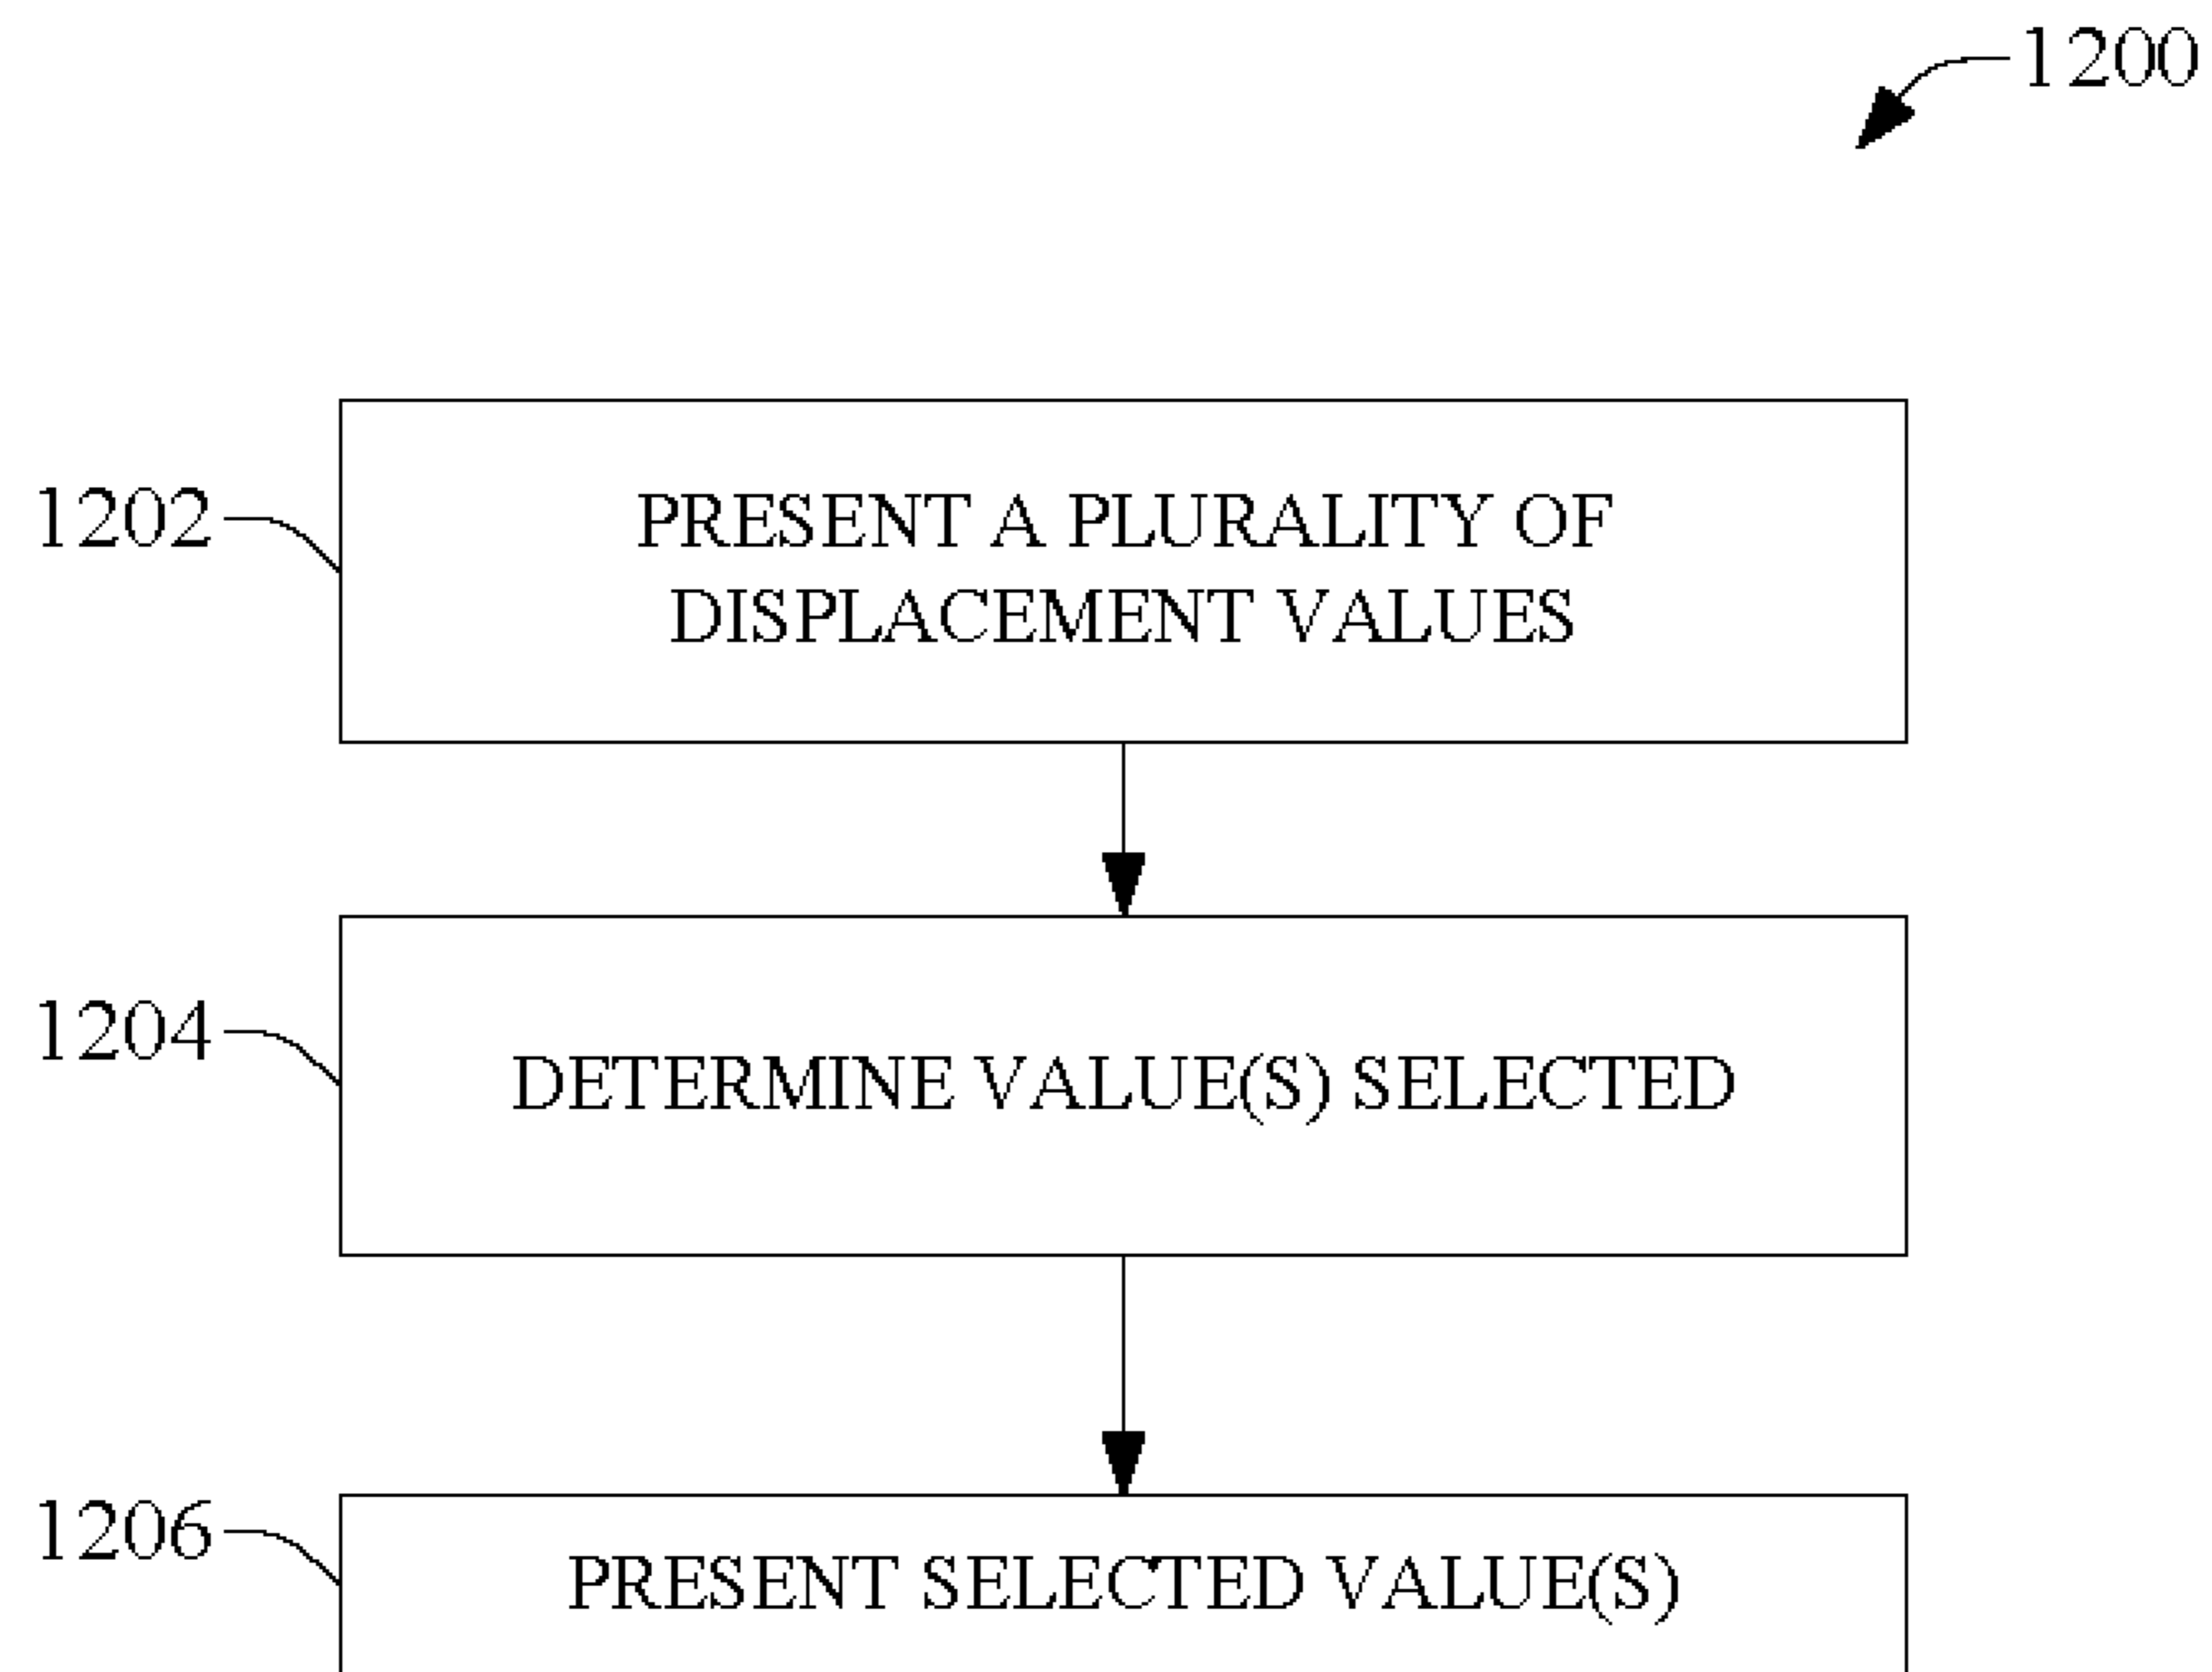 1200
1202
PRESENT A PLURALITY OF
DISPLACEMENT VALUES
1204
DETERMINE VALUE(S) SELECTED
1206
PRESENT SELECTED VALUE(S)